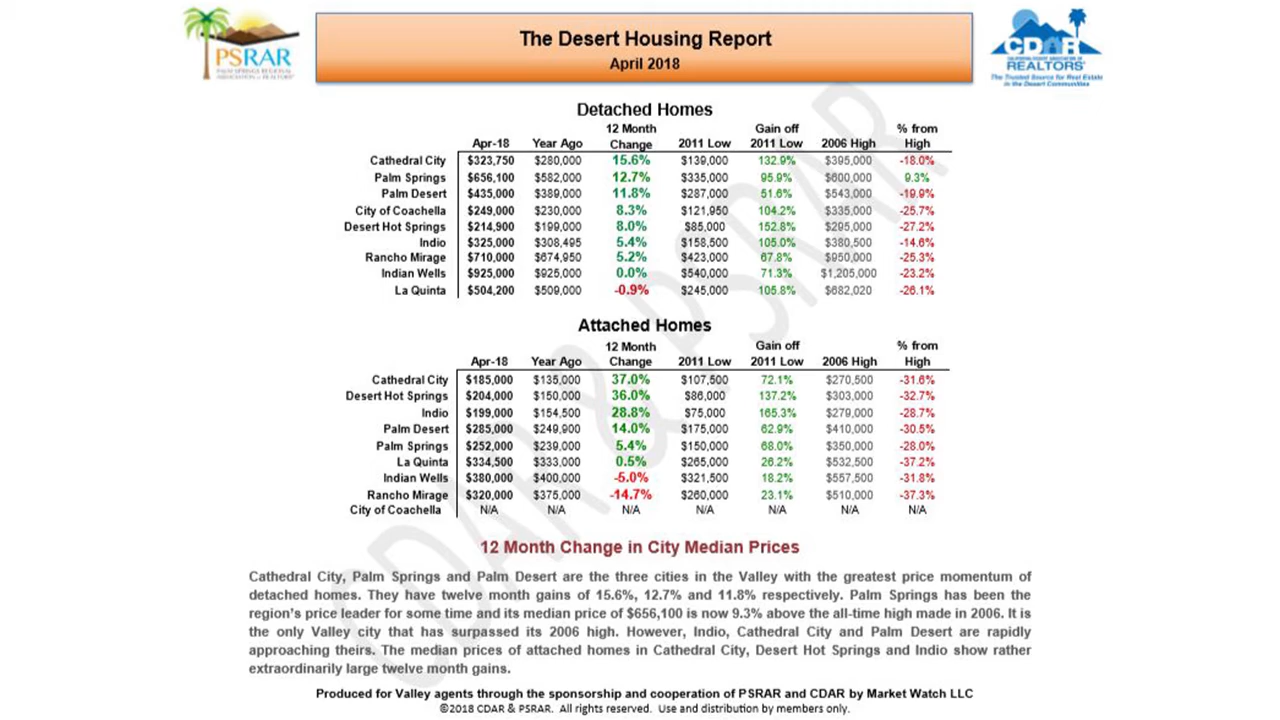 PSRAR
PALM SPRINGS REGIONAL
ASSOCIATION of REALTORS®
The Desert Housing Report
April 2018
CDAR
CALIFORNIA DESERT ASSOCIATION OF
REALTORS®
The Trusted Source for Real Estate
in the Desert Communities
Detached Homes
Apr-18 Year Ago 12 Month Change 2011 Low Gain off 2011 Low 2006 High % from High
Cathedral City $323,750 $280,000 15.6% $139,000 132.9% $395,000 -18.0%
Palm Springs $656,100 $582,000 12.7% $335,000 95.9% $600,000 9.3%
Palm Desert $435,000 $389,000 11.8% $287,000 51.6% $543,000 -19.9%
City of Coachella $249,000 $230,000 8.3% $121,950 104.2% $335,000 -25.7%
Desert Hot Springs $214,900 $199,000 8.0% $85,000 152.8% $295,000 -27.2%
Indio $325,000 $308,495 5.4% $158,500 105.0% $380,500 -14.6%
Rancho Mirage $710,000 $674,950 5.2% $423,000 67.8% $950,000 -25.3%
Indian Wells $925,000 $925,000 0.0% $540,000 71.3% $1,205,000 -23.2%
La Quinta $504,200 $509,000 -0.9% $245,000 105.8% $682,020 -26.1%
Attached Homes
Apr-18 Year Ago 12 Month Change 2011 Low Gain off 2011 Low 2006 High % from High
Cathedral City $185,000 $135,000 37.0% $107,500 72.1% $270,500 -31.6%
Desert Hot Springs $204,000 $150,000 36.0% $86,000 137.2% $303,000 -32.7%
Indio $199,000 $154,500 28.8% $75,000 165.3% $279,000 -28.7%
Palm Desert $285,000 $249,900 14.0% $175,000 62.9% $410,000 -30.5%
Palm Springs $252,000 $239,000 5.4% $150,000 68.0% $350,000 -28.0%
La Quinta $334,500 $333,000 0.5% $265,000 26.2% $532,500 -37.2%
Indian Wells $380,000 $400,000 -5.0% $321,500 18.2% $557,500 -31.8%
Rancho Mirage $320,000 $375,000 -14.7% $260,000 23.1% $510,000 -37.3%
City of Coachella N/A N/A N/A N/A N/A N/A N/A
CDAR & PSRAR
12 Month Change in City Median Prices
Cathedral City, Palm Springs and Palm Desert are the three cities in the Valley with the greatest price momentum of
detached homes. They have twelve month gains of 15.6%, 12.7% and 11.8% respectively. Palm Springs has been the
region's price leader for some time and its median price of $656,100 is now 9.3% above the all-time high made in 2006. It is
the only Valley city that has surpassed its 2006 high. However, Indio, Cathedral City and Palm Desert are rapidly
approaching theirs. The median prices of attached homes in Cathedral City, Desert Hot Springs and Indio show rather
extraordinarily large twelve month gains.
Produced for Valley agents through the sponsorship and cooperation of PSRAR and CDAR by Market Watch LLC
©2018 CDAR & PSRAR. All rights reserved. Use and distribution by members only.